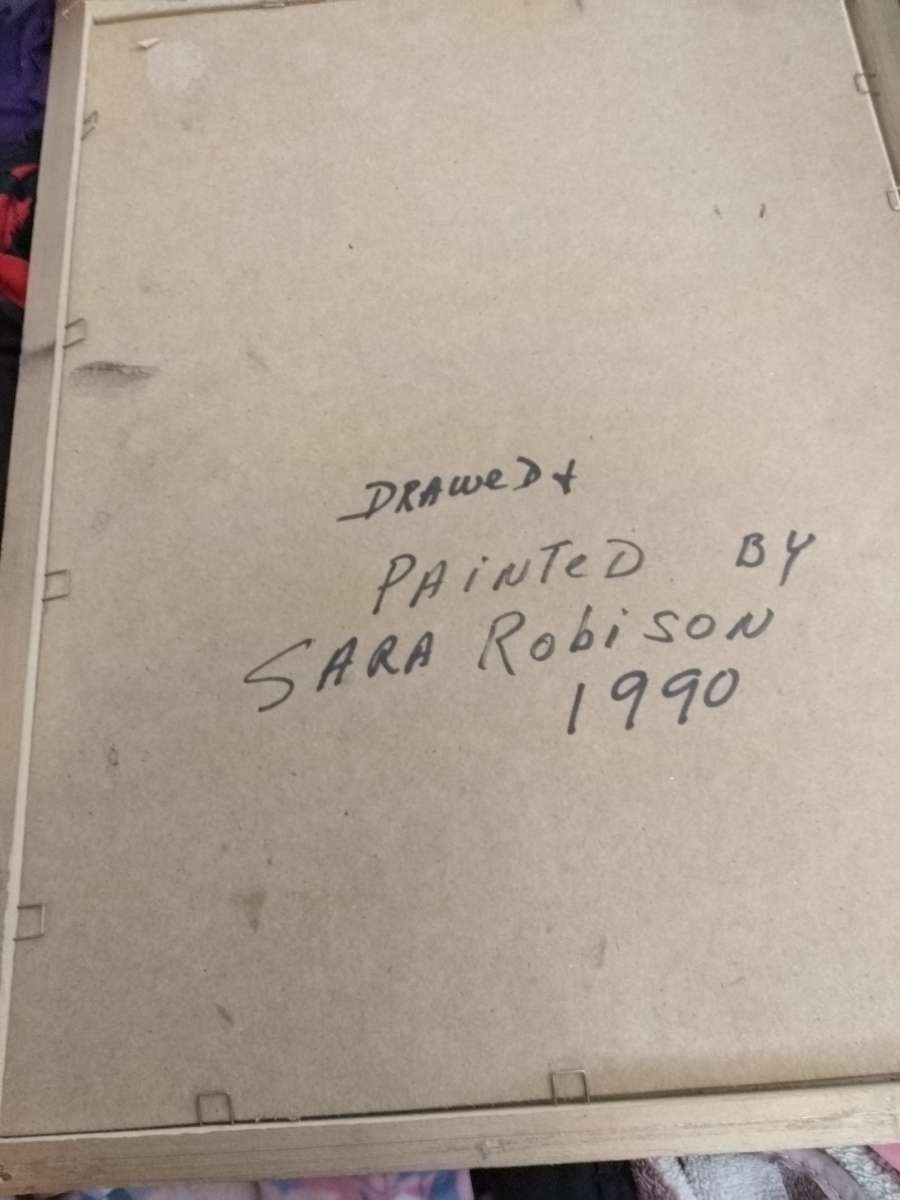 DRAWeD +
PAiNTeD BY
SARA RobiSON
1990